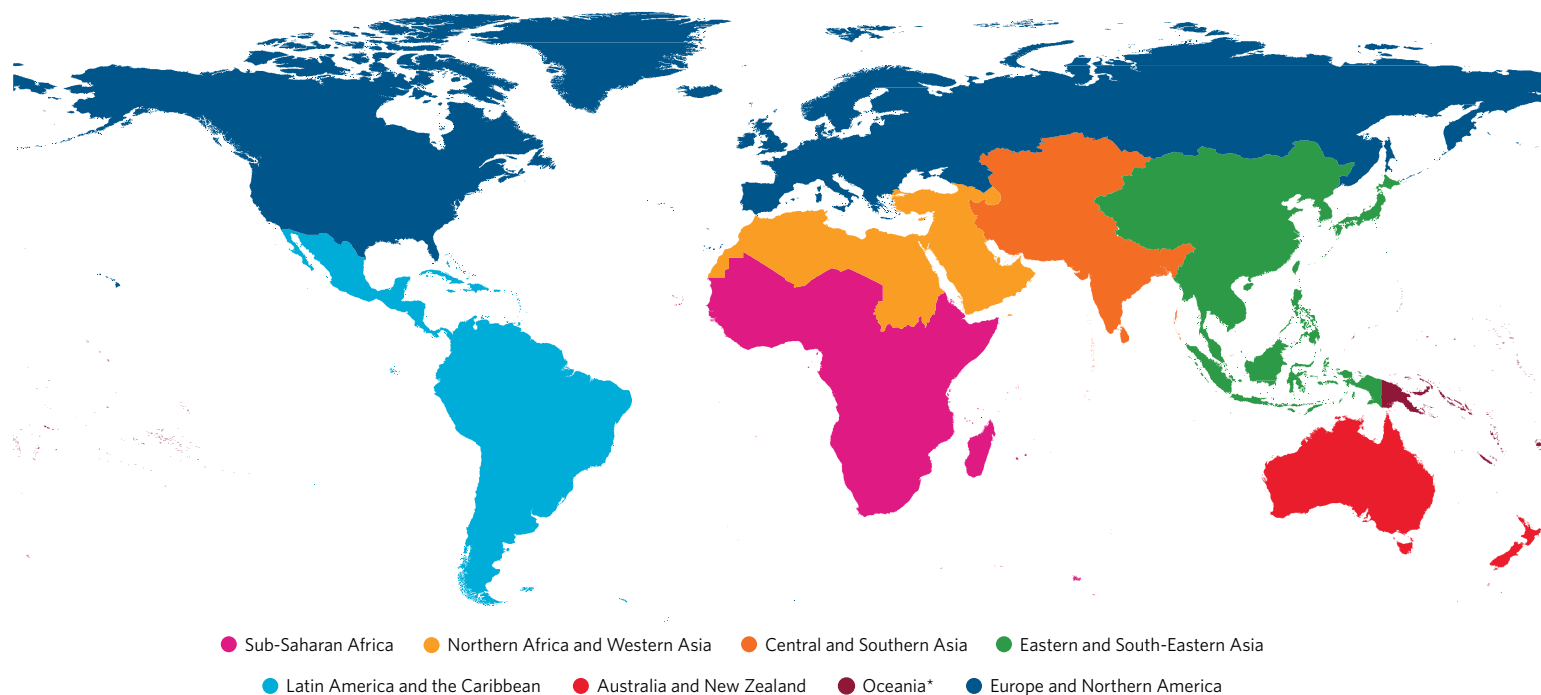 Sub-Saharan Africa Northern Africa and Western Asia Central and Southern Asia Eastern and South-Eastern Asia
Latin America and the Caribbean Australia and New Zealand Oceania* Europe and Northern America